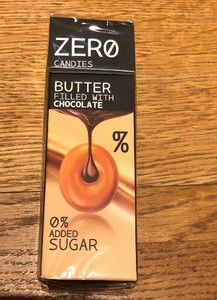 ZERO
CANDIES
BUTTER
FILLED WITH
CHOCOLATE
%
0%
ADDED
SUGAR